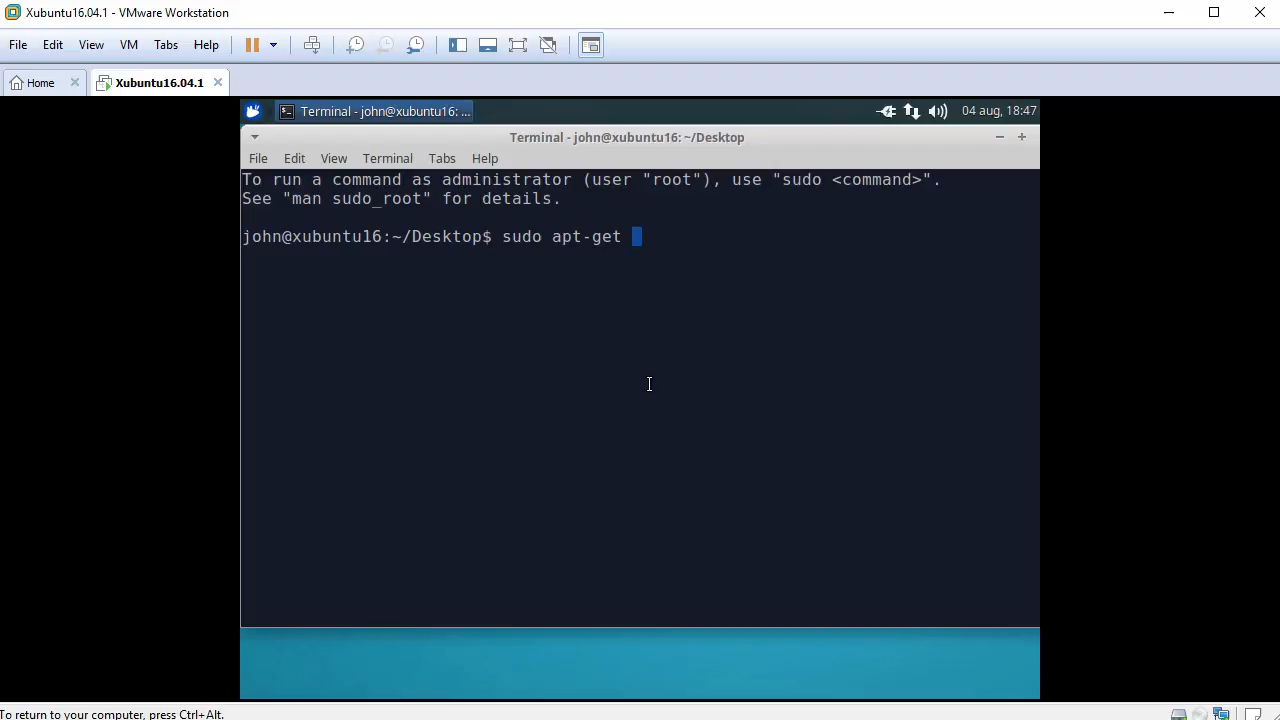 Xubuntu16.04.1 - VMware Workstation
File Edit View VM Tabs Help
Home Xubuntu16.04.1
Terminal - john@xubuntu16: ... 04 aug, 18:47
Terminal - john@xubuntu16: ~/Desktop
File Edit View Terminal Tabs Help
To run a command as administrator (user "root"), use "sudo <command>".
See "man sudo_root" for details.
john@xubuntu16:~/Desktop$ sudo apt-get
To return to your computer, press Ctrl+Alt.